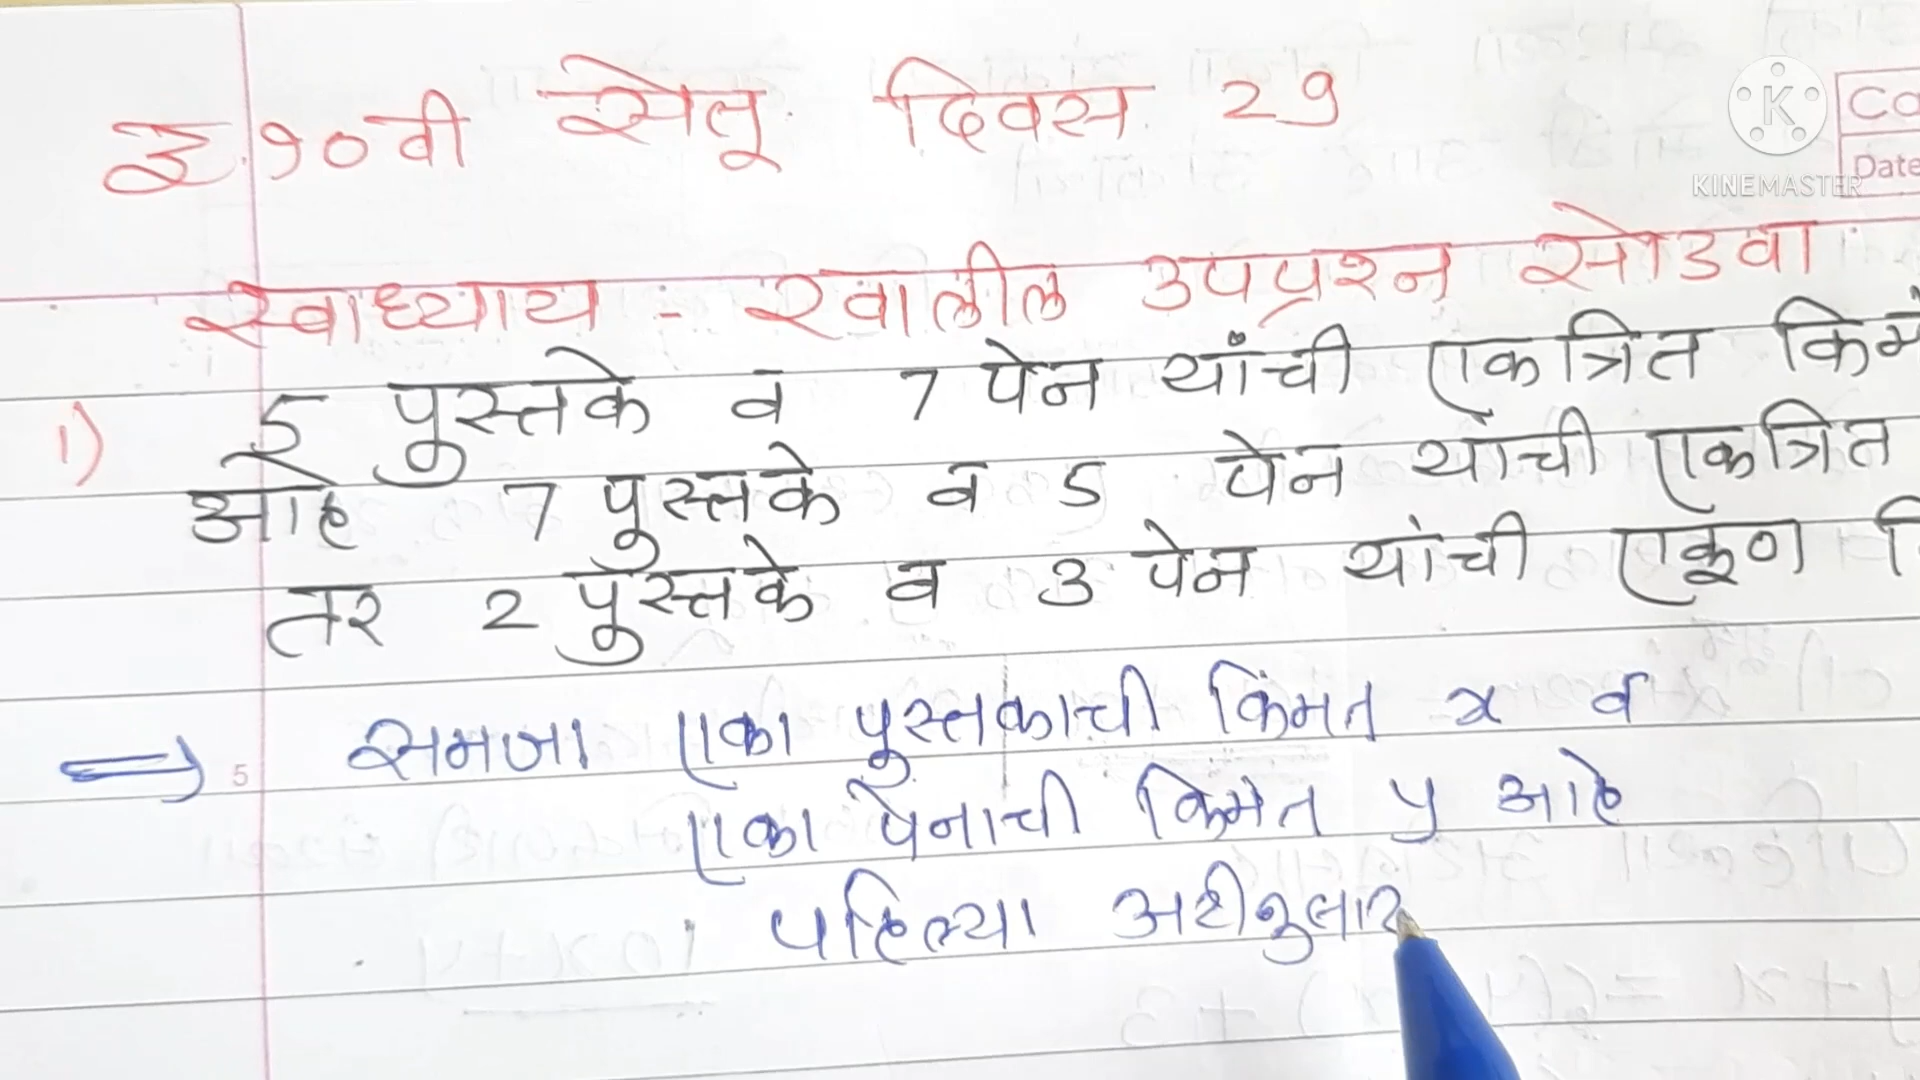 इ. १०वी सेतू दिवस 29
स्वाध्याय - खालील उपप्रश्न सोडवा
1) 5 पुस्तके व 7 पेन यांची एकत्रित
आहे 7 पुस्तके व 5 पेन यांची एकत्रित
तर 2 पुस्तके व 3 पेन यांची एकूण
समजा एका पुस्तकाची किंमत x व
5
एका पेनाची किंमत y आहे
पहिल्या अटीनुसार
KINEMASTER
Date